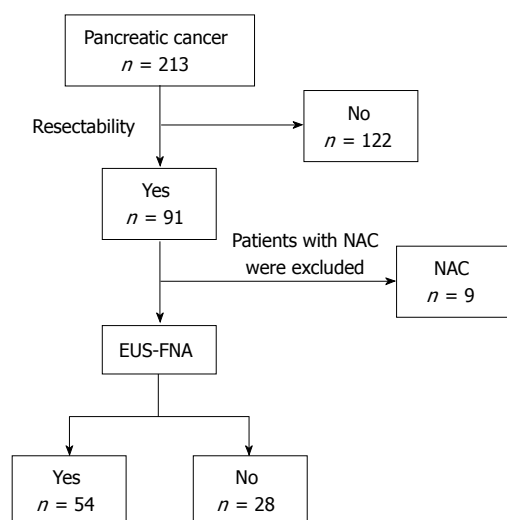 Pancreatic cancer
n = 213
Resectability
No
n = 122
Yes
n = 91
Patients with NAC
were excluded
NAC
n = 9
EUS-FNA
Yes
n = 54
No
n = 28